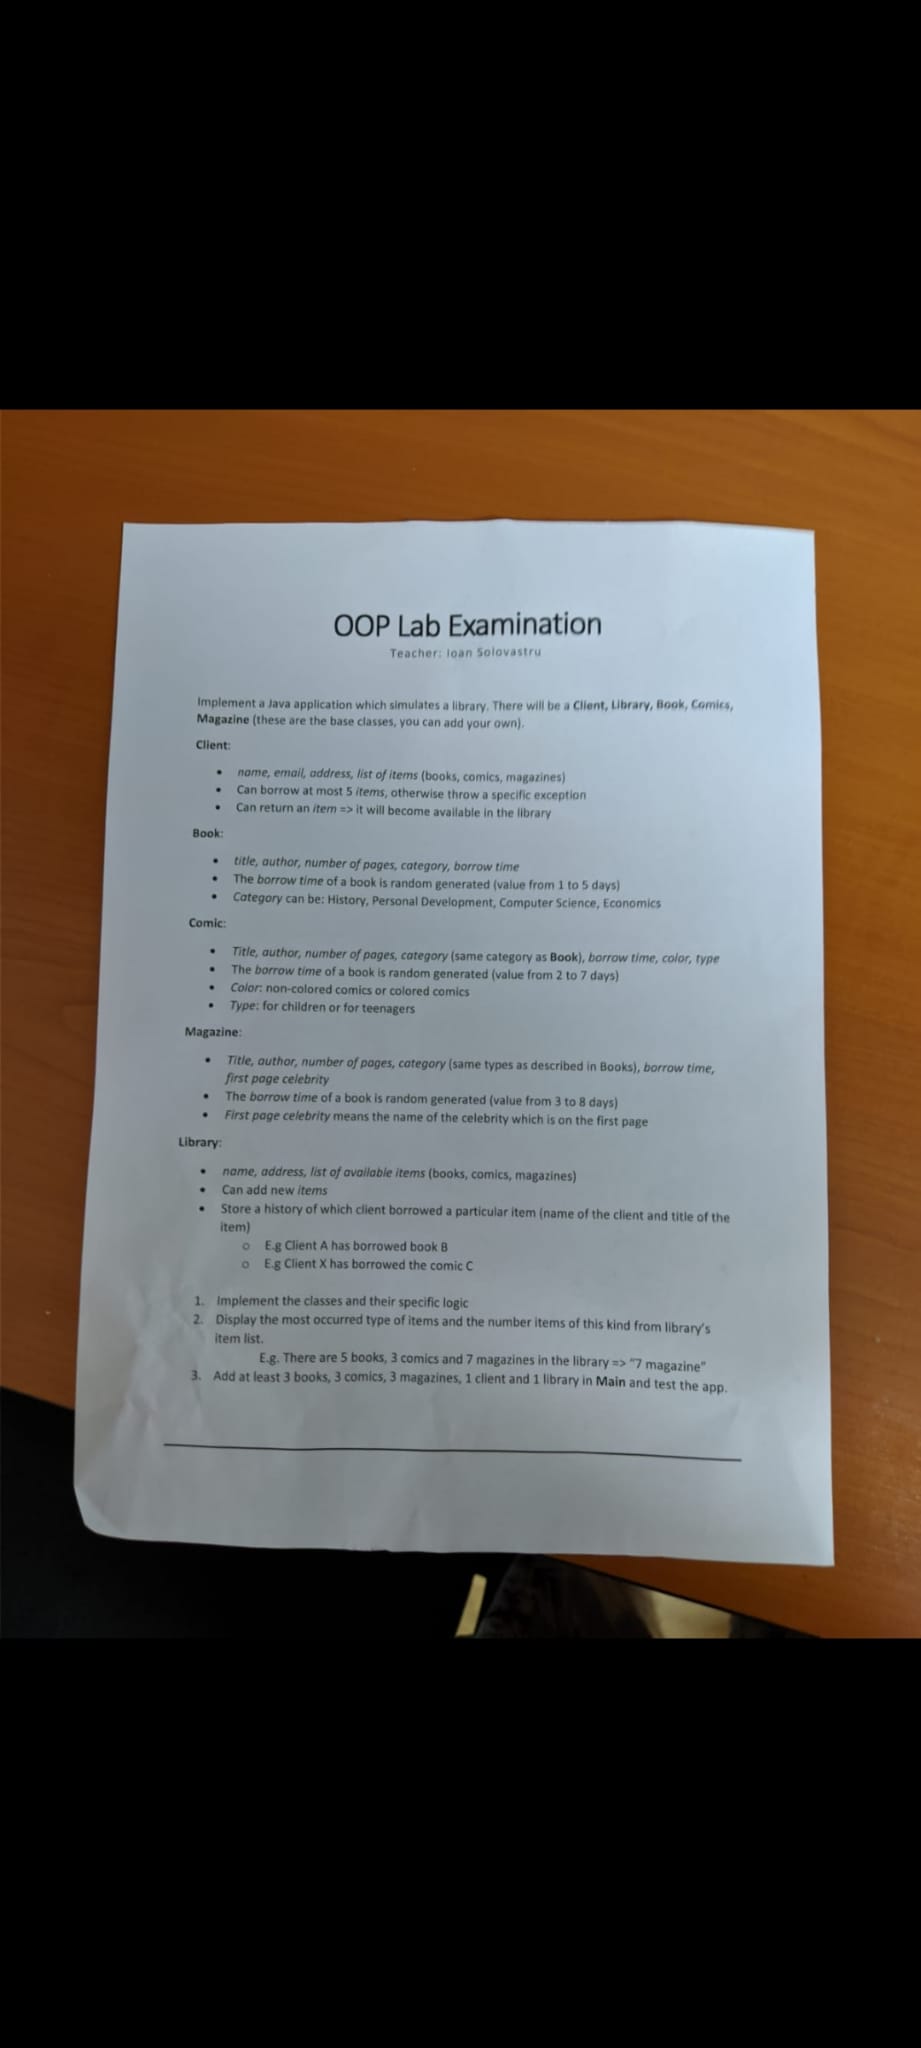 OOP Lab Examination
Teacher: Ioan Solovastru
Implement a Java application which simulates a library. There will be a Client, Library, Book, Comics,
Magazine (these are the base classes, you can add your own).
Client:
• name, email, address, list of items (books, comics, magazines)
• Can borrow at most 5 items, otherwise throw a specific exception
• Can return an item => it will become available in the library
Book:
• title, author, number of pages, category, borrow time
• The borrow time of a book is random generated (value from 1 to 5 days)
• Category can be: History, Personal Development, Computer Science, Economics
Comic:
• Title, author, number of pages, category (same category as Book), borrow time, color, type
• The borrow time of a book is random generated (value from 2 to 7 days)
• Color: non-colored comics or colored comics
• Type: for children or for teenagers
Magazine:
• Title, author, number of pages, category (same types as described in Books), borrow time,
first page celebrity
• The borrow time of a book is random generated (value from 3 to 8 days)
• First page celebrity means the name of the celebrity which is on the first page
Library:
• name, address, list of available items (books, comics, magazines)
• Can add new items
• Store a history of which client borrowed a particular item (name of the client and title of the
item)
o E.g Client A has borrowed book B
o E.g Client X has borrowed the comic C
1. Implement the classes and their specific logic
2. Display the most occurred type of items and the number items of this kind from library's
item list.
E.g. There are 5 books, 3 comics and 7 magazines in the library => "7 magazine"
3. Add at least 3 books, 3 comics, 3 magazines, 1 client and 1 library in Main and test the app.